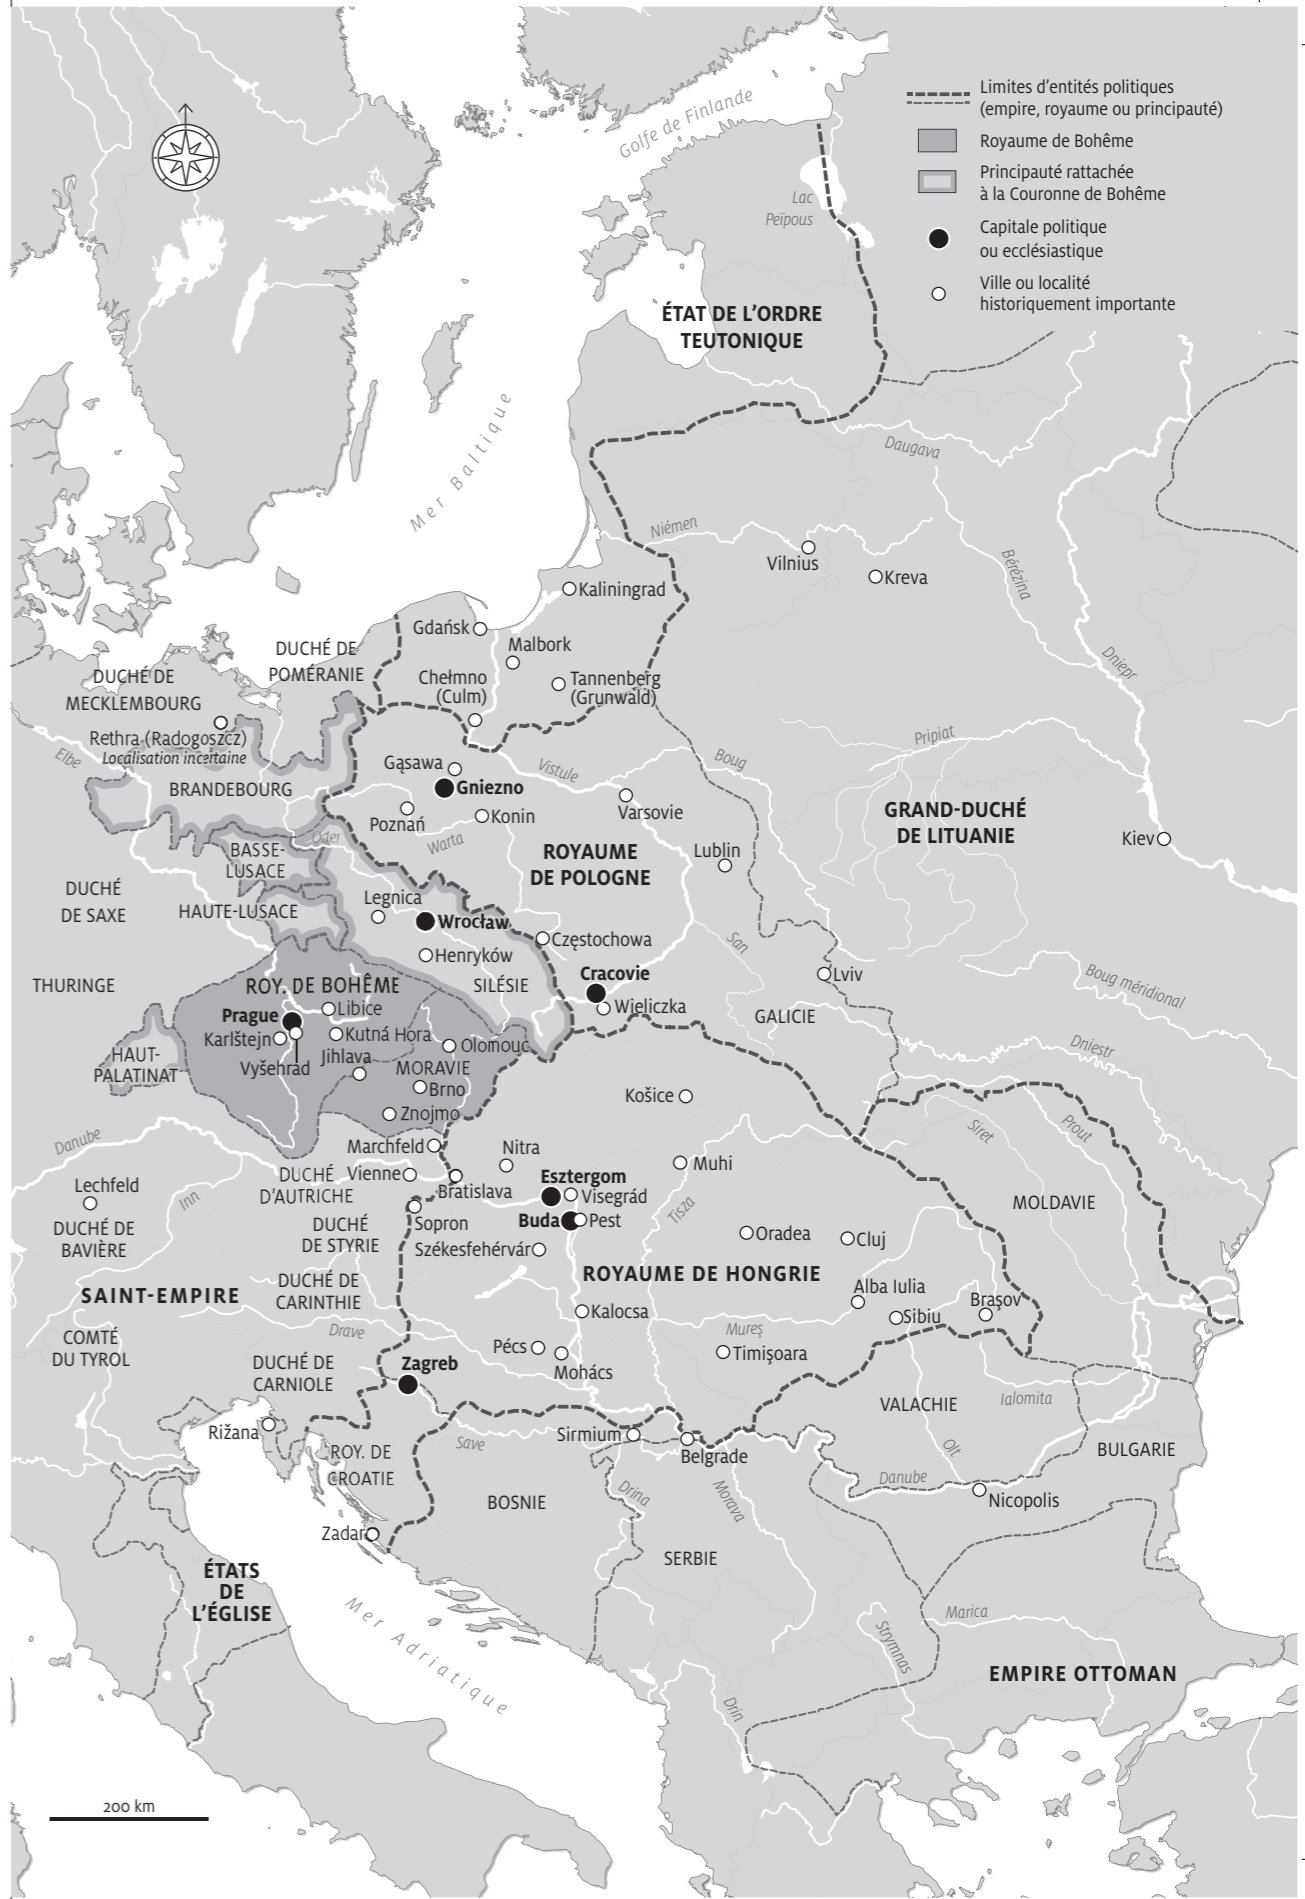 Golfe de Finlande
Limites d’entités politiques
(empire, royaume ou principauté)
Royaume de Bohême
Principauté rattachée
à la Couronne de Bohême
Capitale politique
ou ecclésiastique
Ville ou localité
historiquement importante
Lac
Peïpous
ÉTAT DE L’ORDRE
TEUTONIQUE
Mer Baltique
Daugava
Niémen
Vilnius
Kreva
Bérézina
Kaliningrad
Gdańsk
Malbork
Dniepr
DUCHÉ DE
POMÉRANIE
DUCHÉ DE
MECKLEMBOURG
Chełmno
(Culm)
Tannenberg
(Grunwald)
Rethra (Radogoszcz)
Localisation incertaine
Elbe
Pripiat
Boug
Gąsawa
Vistule
Gniezno
BRANDEBOURG
Poznań
Konin
Varsovie
GRAND-DUCHÉ
DE LITUANIE
Kiev
Oder
Warta
BASSE-
LUSACE
ROYAUME
DE POLOGNE
Lublin
DUCHÉ
DE SAXE
HAUTE-LUSACE
Legnica
Wrocław
Częstochowa
San
Henryków
THURINGE
ROY. DE BOHÊME
SILÉSIE
Cracovie
Lviv
Boug méridional
Wieliczka
GALICIE
Prague
Libice
Karlštejn
Kutná Hora
Olomouc
Dniestr
HAUT-
PALATINAT
Vyšehrad
Jihlava
MORAVIE
Brno
Znojmo
Košice
Siret
Prout
Danube
Marchfeld
Nitra
Muhi
Lechfeld
Inn
DUCHÉ
D’AUTRICHE
Vienne
Bratislava
Esztergom
Visegrád
Tisza
MOLDAVIE
DUCHÉ DE
BAVIÈRE
DUCHÉ
DE STYRIE
Sopron
Buda
Pest
Oradea
Cluj
Székesfehérvár
ROYAUME DE HONGRIE
SAINT-EMPIRE
DUCHÉ DE
CARINTHIE
Kalocsa
Alba Iulia
Sibiu
Braşov
COMTÉ
DU TYROL
Drave
Mureş
Pécs
Mohács
Timişoara
DUCHÉ DE
CARNIOLE
Zagreb
VALACHIE
Ialomita
Rižana
Save
Sirmium
Belgrade
Olt
BULGARIE
ROY. DE
CROATIE
BOSNIE
Drina
Morava
Danube
Nicopolis
Zadar
SERBIE
ÉTATS
DE
L’ÉGLISE
Mer Adriatique
Marica
Strymnas
EMPIRE OTTOMAN
Drin
200 km